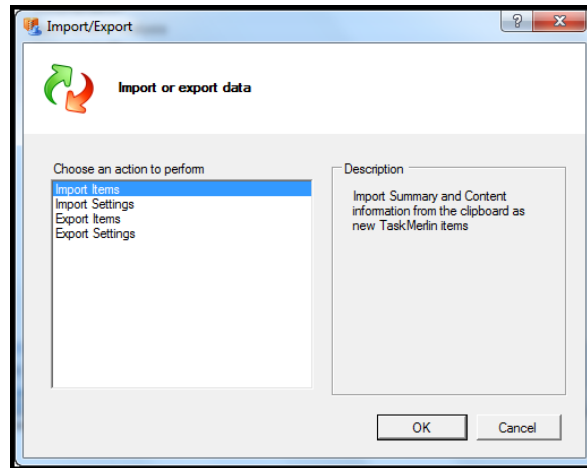 Import/Export
Import or export data
Choose an action to perform
Import Items
Import Settings
Export Items
Export Settings
Description
Import Summary and Content
information from the clipboard as
new TaskMerlin items
OK
Cancel